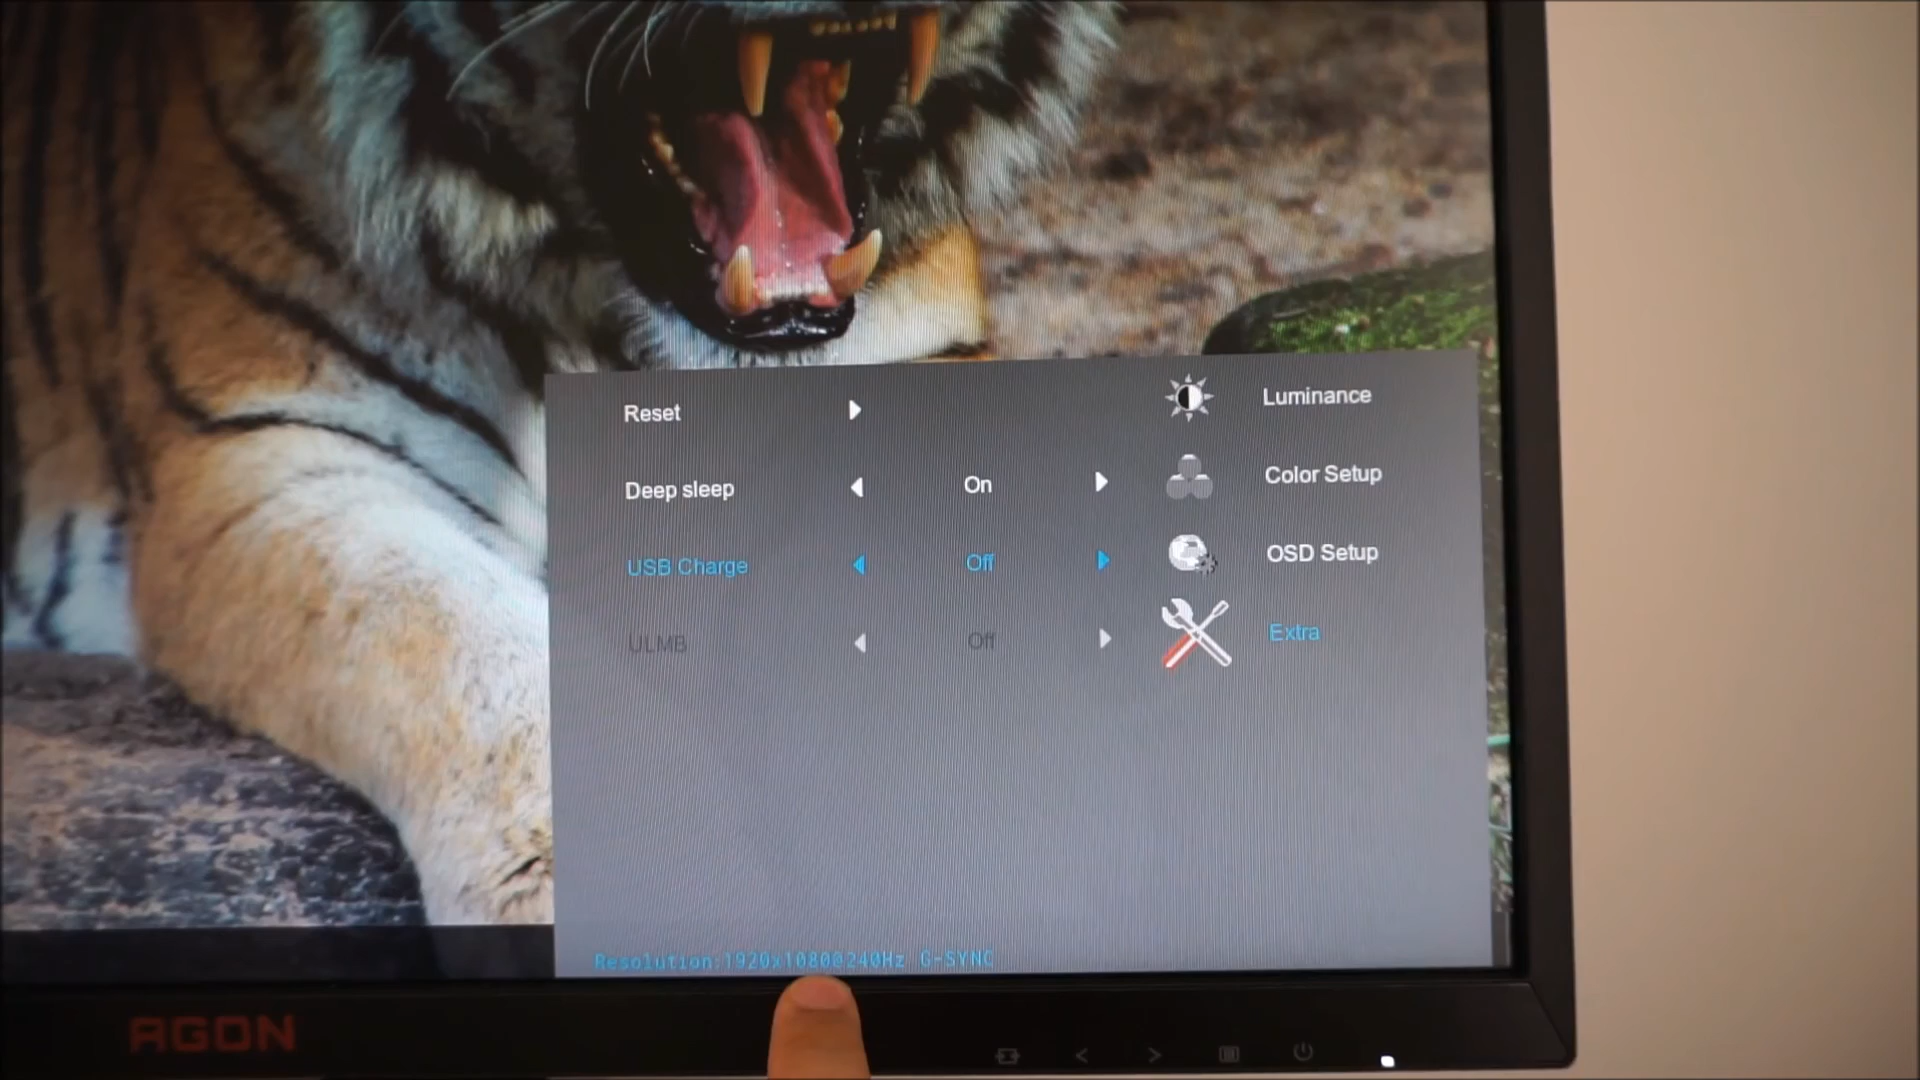 Reset
Deep sleep On
USB Charge Off
ULMB Off
Luminance
Color Setup
OSD Setup
Extra
Resolution:1920x1080@240Hz G-SYNC
AGON